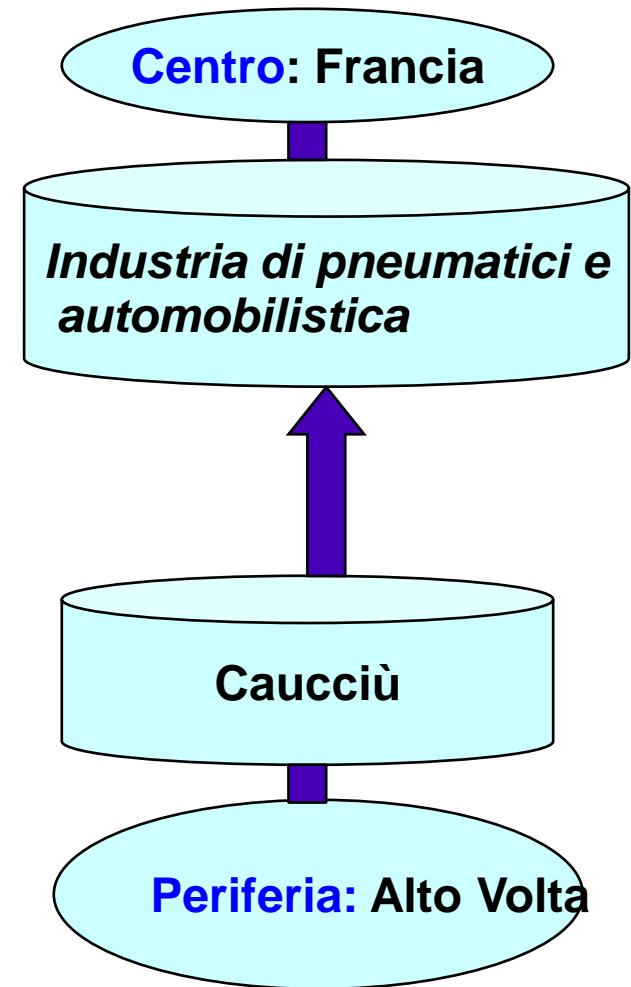 Centro: Francia
Industria di pneumatici e
automobilistica
Caucciù
Periferia: Alto Volta